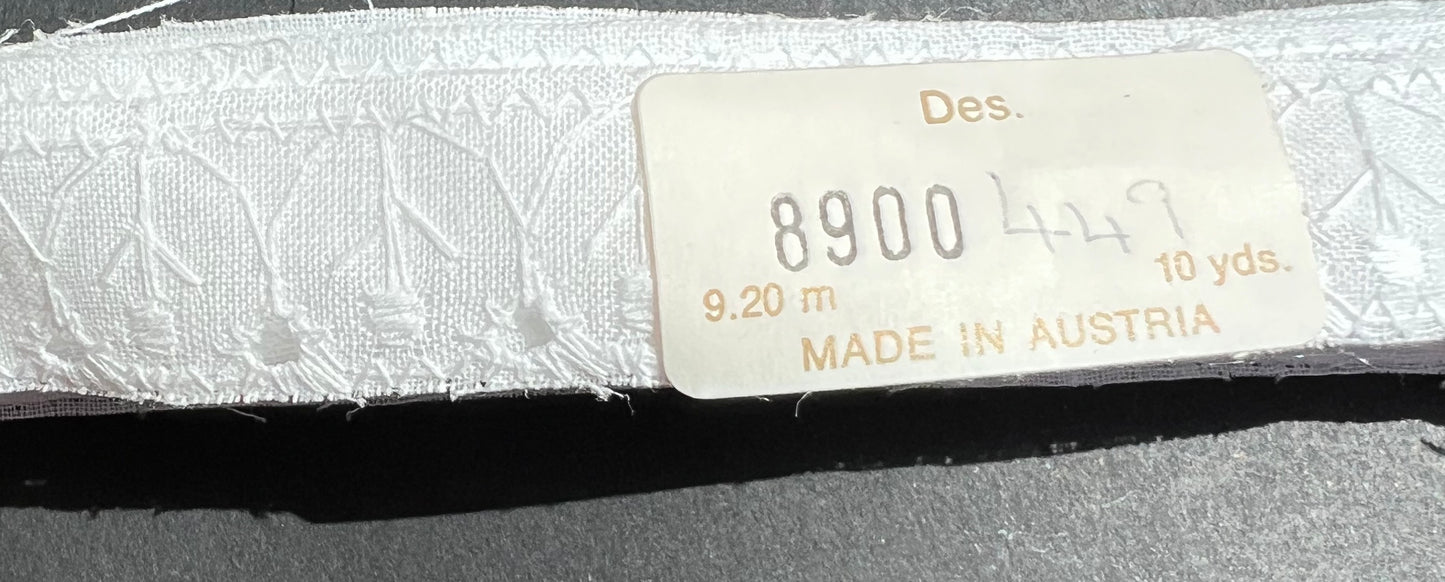 Des.
8900 449
9.20 m 10 yds.
MADE IN AUSTRIA